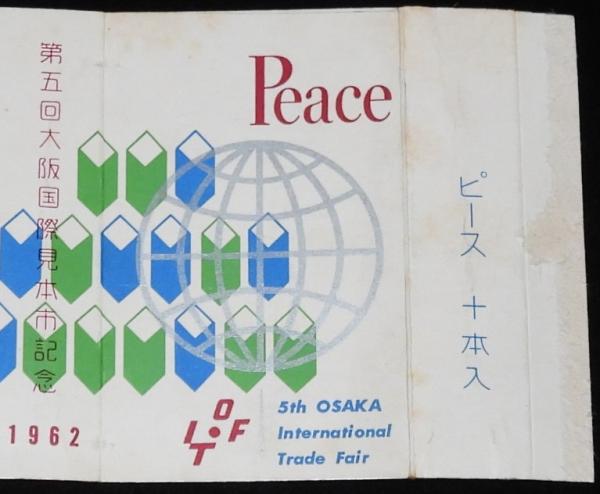 第五回大阪国際見本市記念
1962
Peace
OITF
5th OSAKA
International
Trade Fair
ピース 十本入